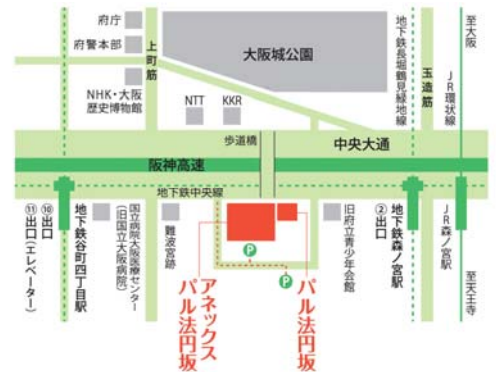 府庁
府警本部
NHK・大阪
歴史博物館
上町筋
大阪城公園
NTT
KKR
地下鉄長堀鶴見緑地線
玉造筋
JR環状線
至大阪
歩道橋
中央大通
阪神高速
地下鉄中央線
⑪出口(エレベーター)
⑩出口
地下鉄谷町四丁目駅
国立病院大阪医療センター
(旧国立大阪病院)
難波宮跡
P
P
アネックス
パル法円坂
パル法円坂
旧府立青少年会館
②出口
地下鉄森ノ宮駅
JR森ノ宮駅
至天王寺